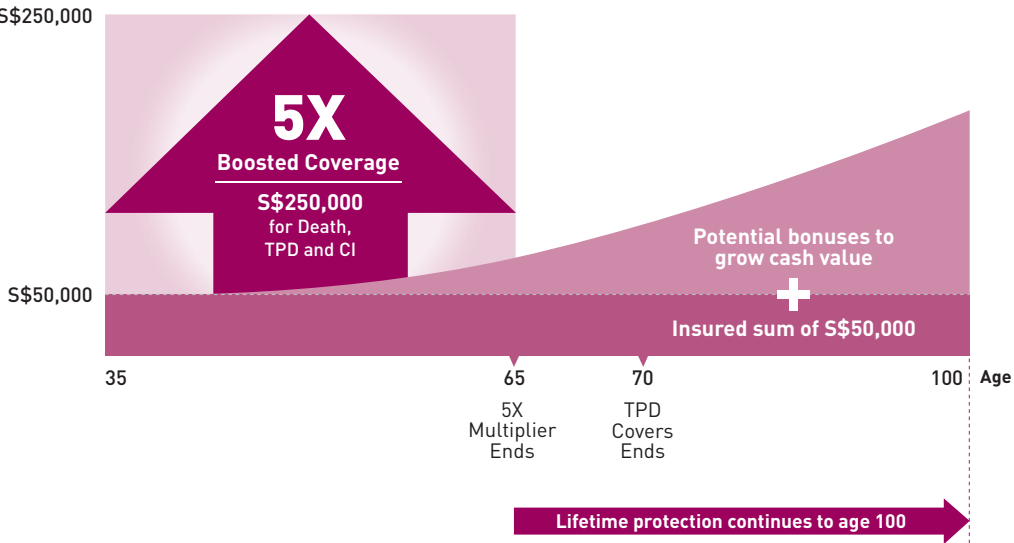 S$250,000
5X
Boosted Coverage
S$250,000
for Death,
TPD and CI
Potential bonuses to
grow cash value
S$50,000
Insured sum of S$50,000
35
65
70
100
Age
5X
Multiplier
Ends
TPD
Covers
Ends
Lifetime protection continues to age 100